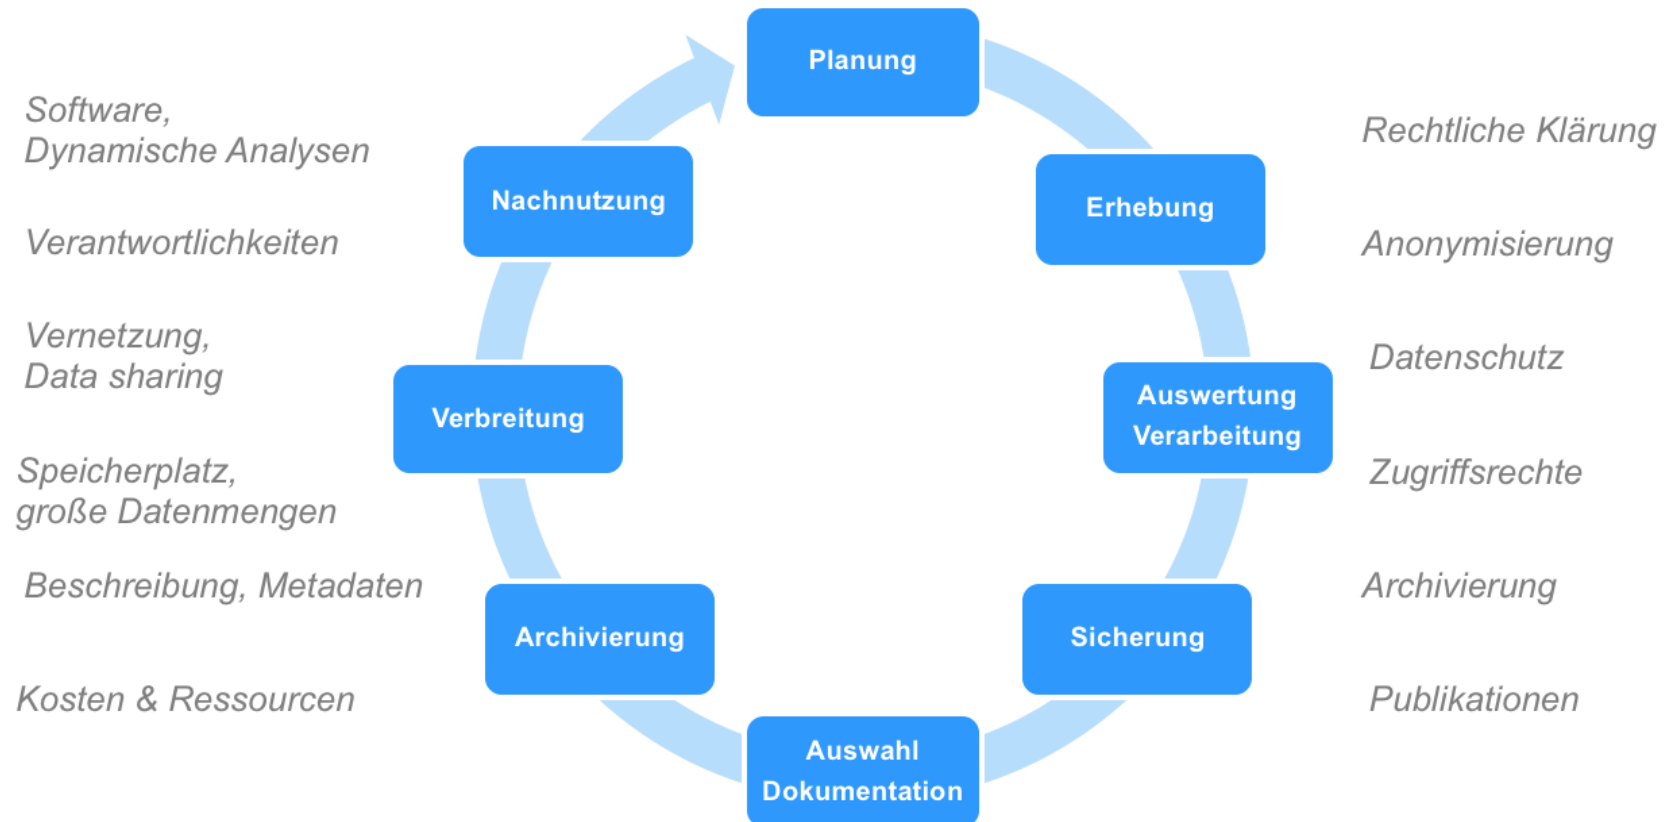 Planung
Software,
Dynamische Analysen
Rechtliche Klärung
Nachnutzung
Erhebung
Verantwortlichkeiten
Anonymisierung
Vernetzung,
Data sharing
Datenschutz
Auswertung
Verarbeitung
Verbreitung
Speicherplatz,
große Datenmengen
Zugriffsrechte
Beschreibung, Metadaten
Archivierung
Archivierung
Sicherung
Kosten & Ressourcen
Publikationen
Auswahl
Dokumentation